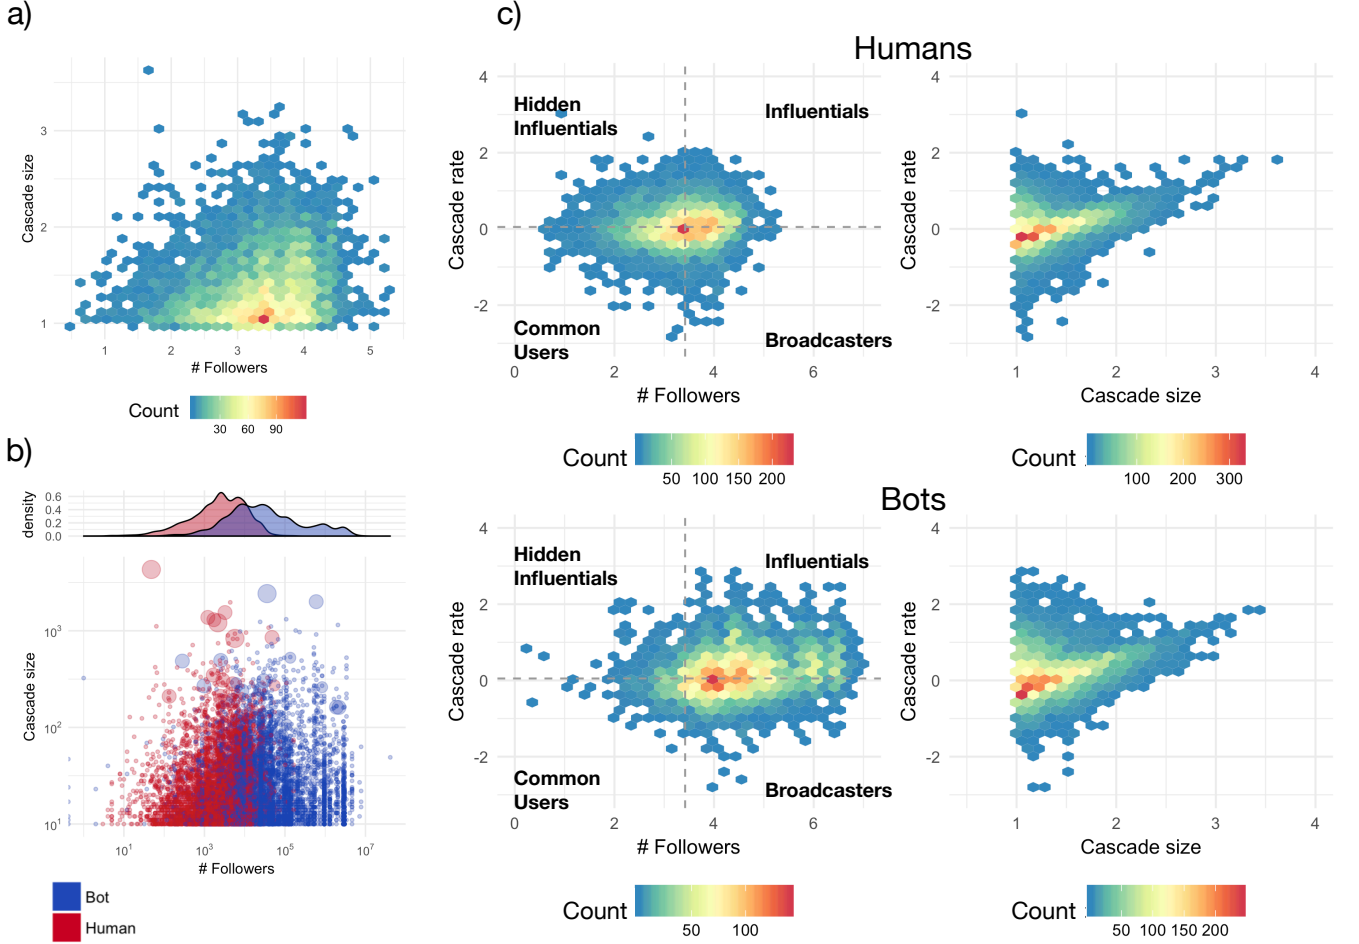 a)
Cascade size
3
2
1
1 2 3 4 5
# Followers
Count
30 60 90
b)
density
0.6
0.4
0.2
0.0
Cascade size
10³
10²
10¹
10¹ 10³ 10⁵ 10⁷
# Followers
Bot
Human
c)
Humans
Cascade rate
4
2
0
-2
Hidden
Influentials
Influentials
Common
Users
Broadcasters
0 2 4 6
# Followers
Count
50 100 150 200
Cascade rate
4
2
0
-2
1 2 3 4
Cascade size
Count
100 200 300
Bots
Cascade rate
4
2
0
-2
Hidden
Influentials
Influentials
Common
Users
Broadcasters
0 2 4 6
# Followers
Count
50 100
Cascade rate
4
2
0
-2
1 2 3 4
Cascade size
Count
50 100 150 200